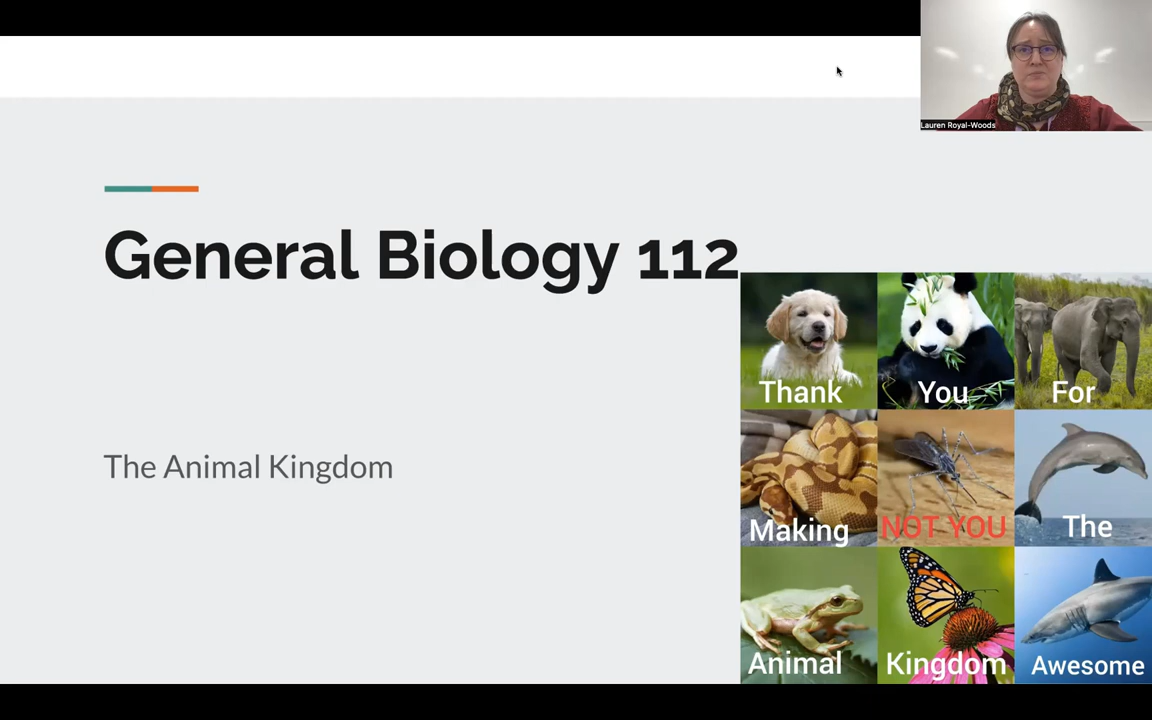 Lauren Royal-Woods
General Biology 112
The Animal Kingdom
Thank You For
Making NOT YOU The
Animal Kingdom Awesome